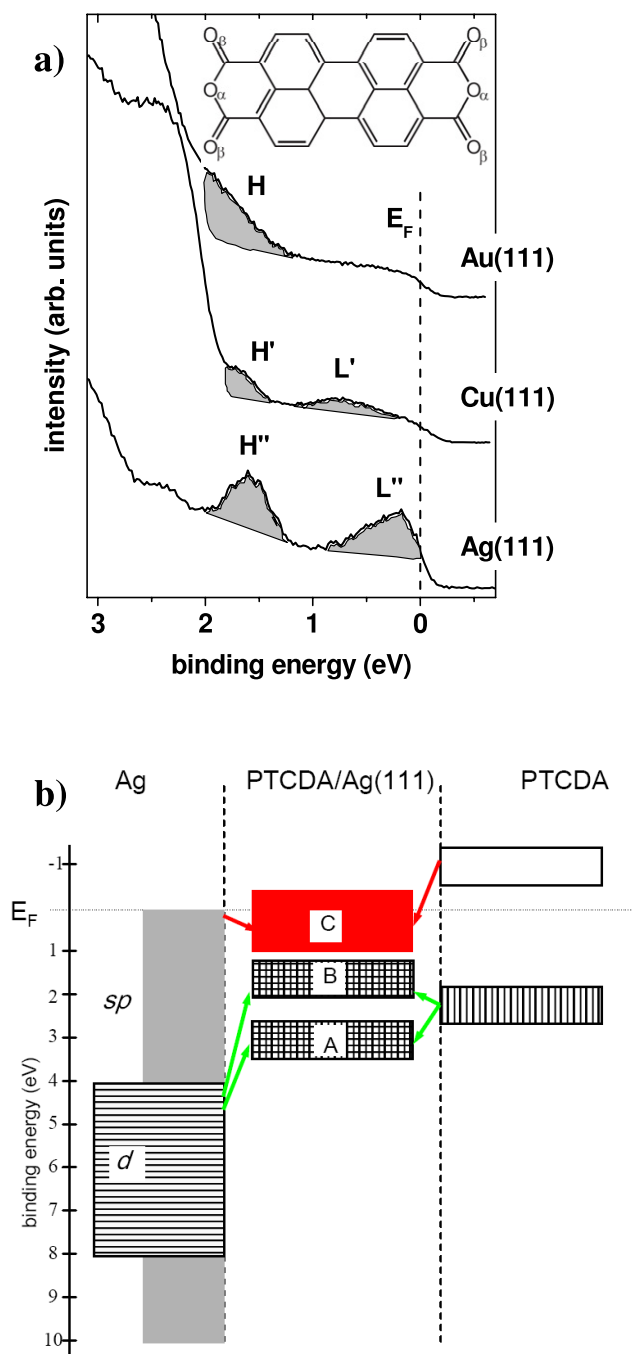 a)
Oβ Oβ
Oα Oα
Oβ Oβ
H
E_F
Au(111)
H' L'
Cu(111)
H" L"
Ag(111)
intensity (arb. units)
3 2 1 0
binding energy (eV)
b)
Ag PTCDA/Ag(111) PTCDA
-1
E_F
C
1
B
2
sp
3
A
4
5
d
6
7
8
9
10
binding energy (eV)